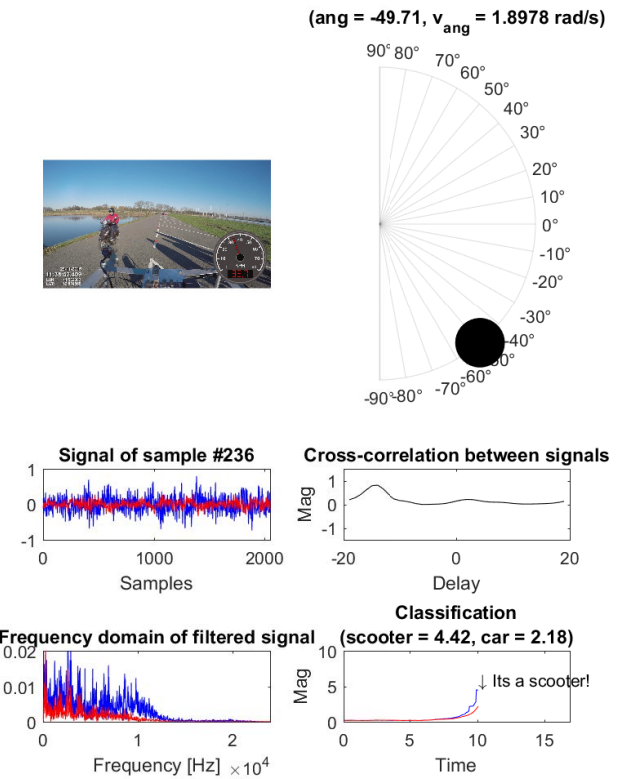 (ang = -49.71, v_ang = 1.8978 rad/s)
90° 80°
70°
60°
50°
40°
30°
20°
10°
0°
-10°
-20°
-30°
-40°
-60°
-70°
-80°
-90°
Signal of sample #236
1
0
-1
0 1000 2000
Samples
Cross-correlation between signals
Mag
1
0
-1
-20 0 20
Delay
Frequency domain of filtered signal
0.02
0.01
0
0 1 2
Frequency [Hz] ×10^4
Classification
(scooter = 4.42, car = 2.18)
Mag
10
5
0
↓ Its a scooter!
0 5 10 15
Time